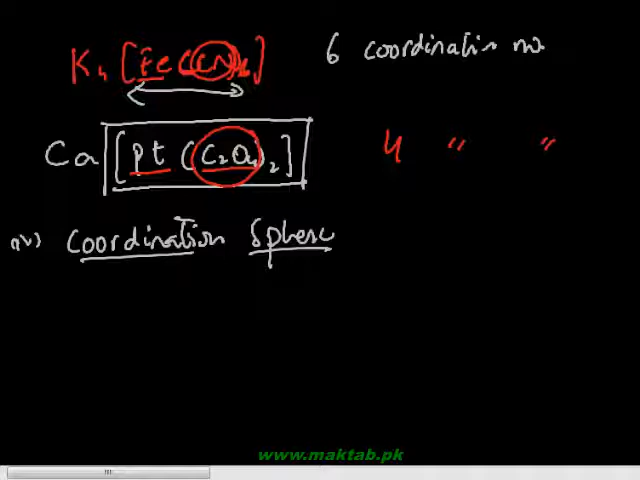 K4 [Fe (CN)6] 6 coordination no.
Ca [pt (C2O4)2] 4 " "
iv) Coordination Sphere
www.maktab.pk